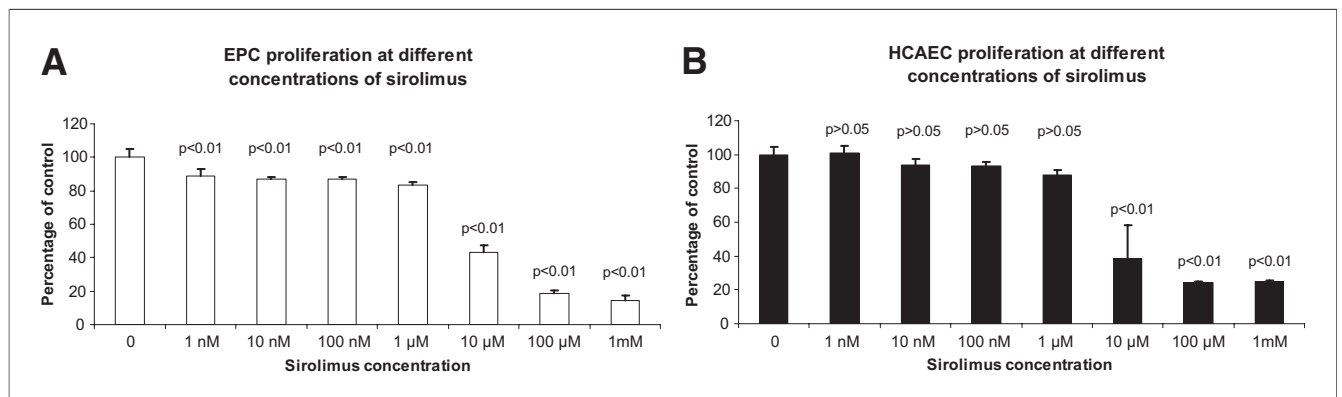 A
EPC proliferation at different
concentrations of sirolimus
Percentage of control
120
100
80
60
40
20
0
p<0.01
p<0.01
p<0.01
p<0.01
p<0.01
p<0.01
p<0.01
0 1 nM 10 nM 100 nM 1 µM 10 µM 100 µM 1mM
Sirolimus concentration
B
HCAEC proliferation at different
concentrations of sirolimus
Percentage of control
120
100
80
60
40
20
0
p>0.05
p>0.05
p>0.05
p>0.05
p<0.01
p<0.01
p<0.01
0 1 nM 10 nM 100 nM 1 µM 10 µM 100 µM 1mM
Sirolimus concentration